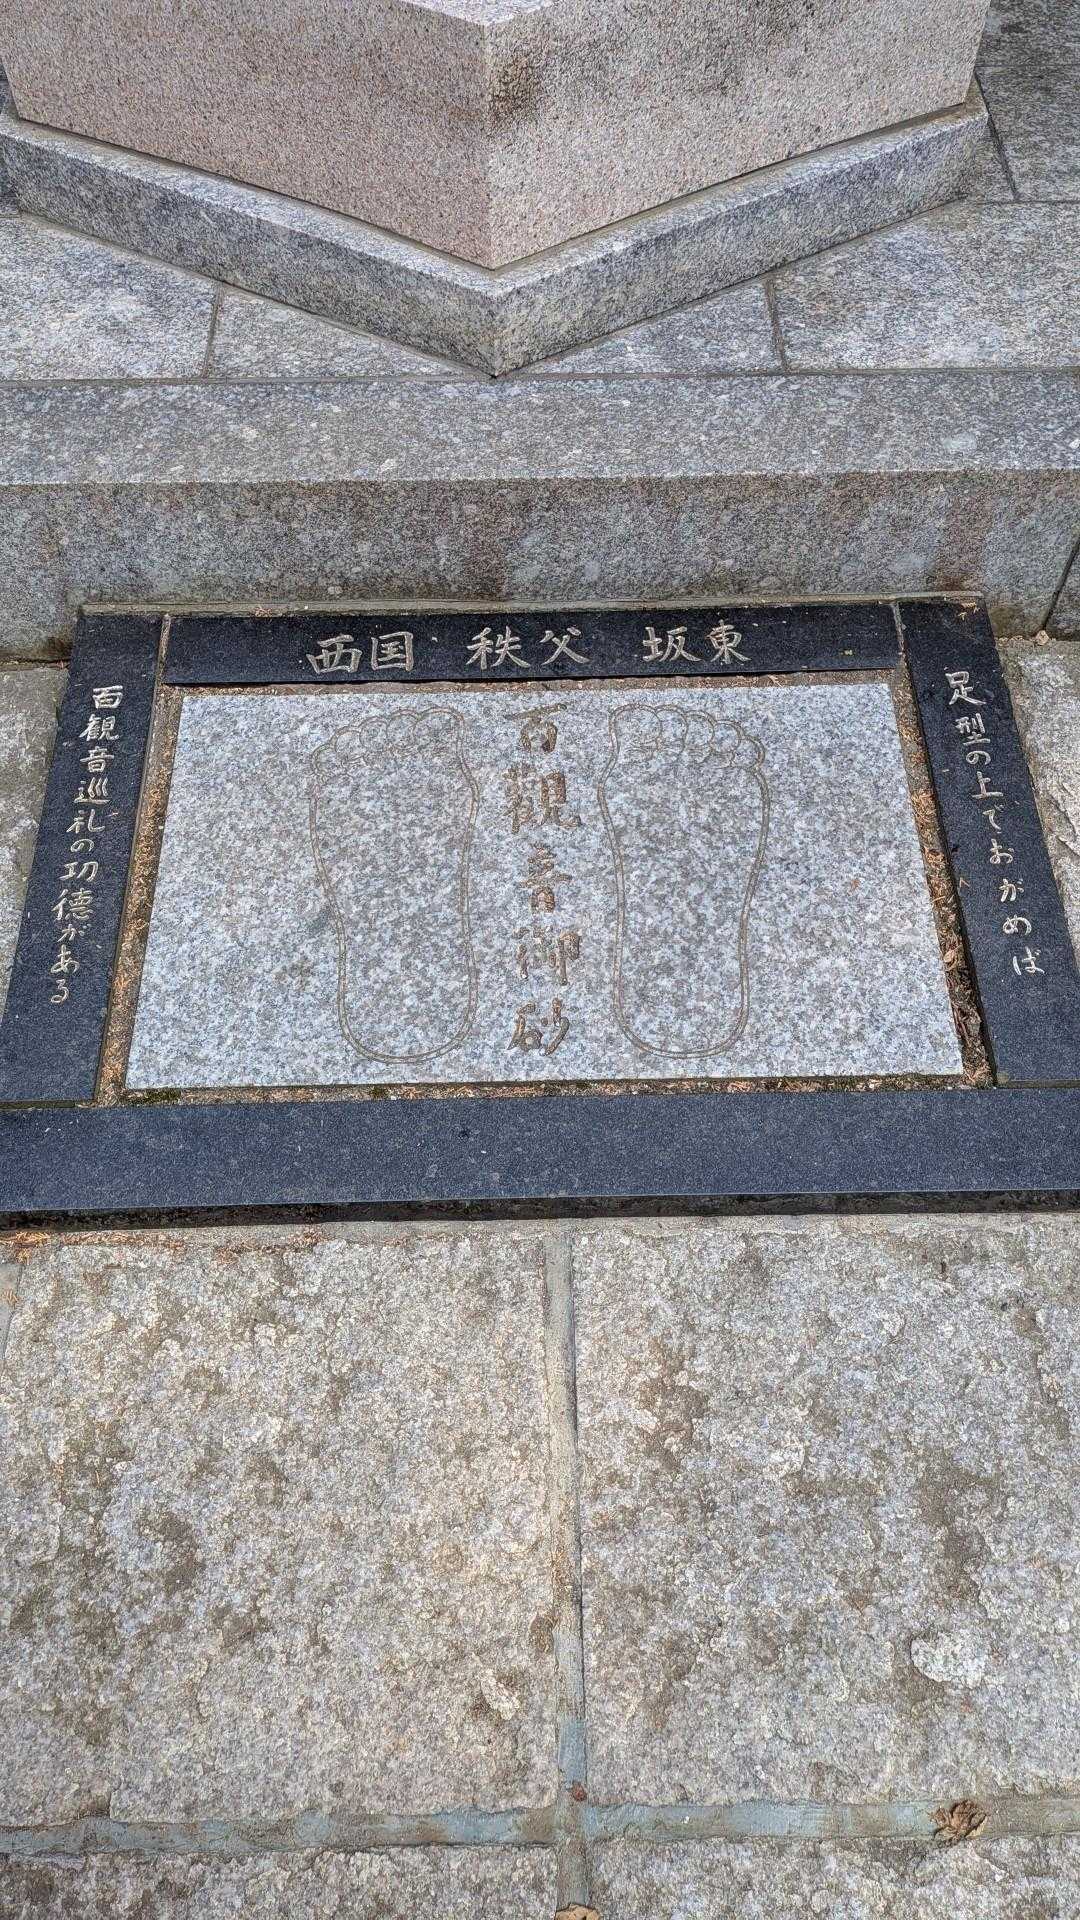 西国 秩父 坂東
足型の上でおがめば
百觀音御砂
百観音巡礼の功徳がある